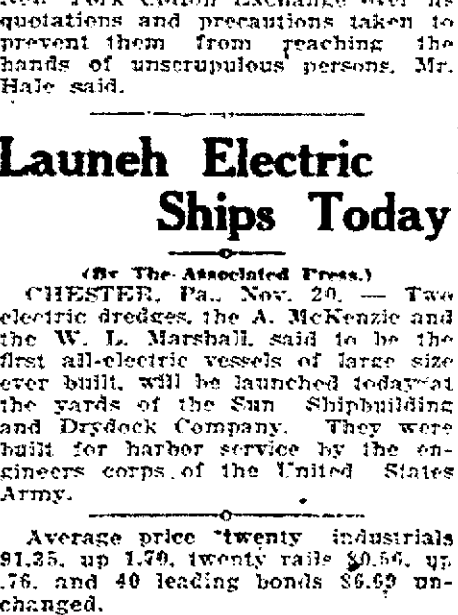 New York Cotton Exchange over its
quotations and precautions taken to
prevent them from reaching the
hands of unscrupulous persons, Mr.
Hale said.
Launeh Electric
Ships Today
(By The Associated Press.)
CHESTER, Pa., Nov. 20. — Two
electric dredges, the A. McKenzie and
the W. L. Marshall, said to be the
first all-electric vessels of large size
ever built, will be launched today at
the yards of the Sun Shipbuilding
and Drydock Company. They were
built for harbor service by the en-
gineers corps of the United States
Army.
Average price twenty industrials
91.35, up 1.70, twenty rails 80.56, up
.76, and 40 leading bonds 86.69 un-
changed.